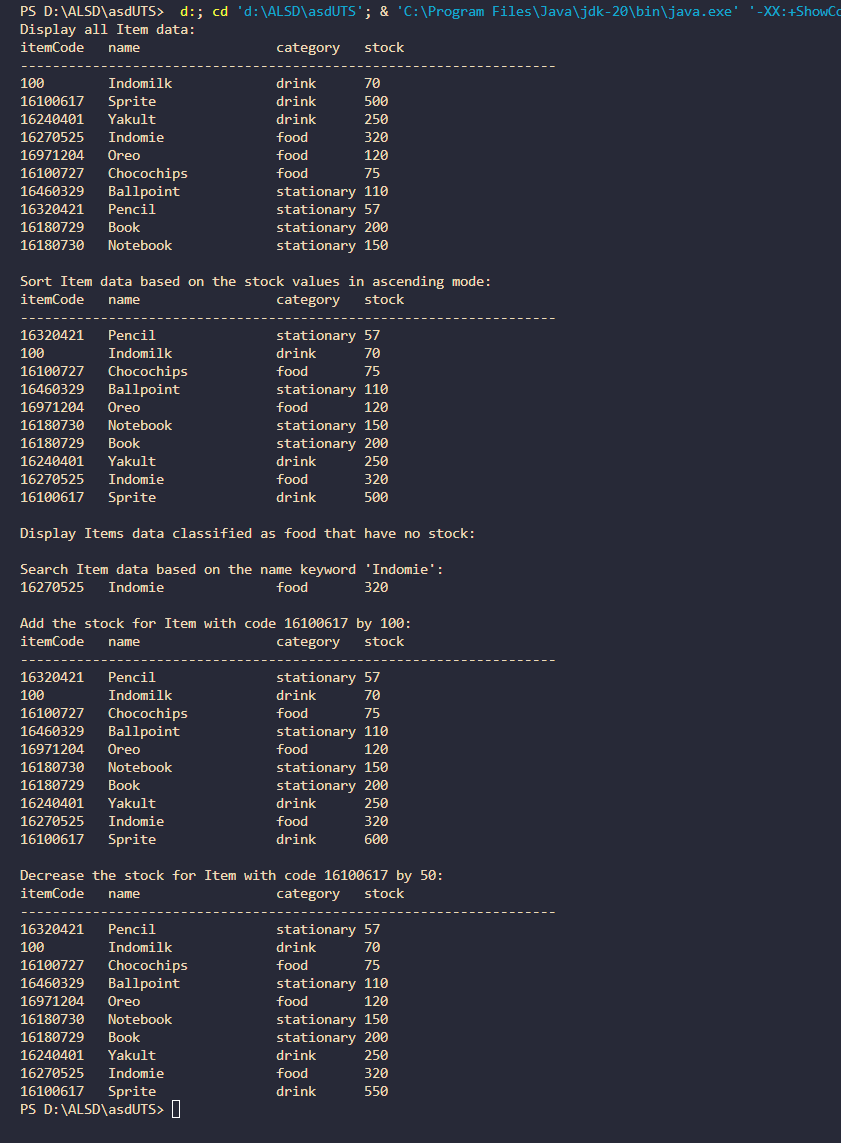 PS D:\ALSD\asdUTS>  d:; cd 'd:\ALSD\asdUTS'; & 'C:\Program Files\Java\jdk-20\bin\java.exe' '-XX:+ShowCo
Display all Item data:
itemCode   name                 category   stock
-------------------------------------------------------------------
100        Indomilk             drink      70
16100617   Sprite               drink      500
16240401   Yakult               drink      250
16270525   Indomie              food       320
16971204   Oreo                 food       120
16100727   Chocochips           food       75
16460329   Ballpoint            stationary 110
16320421   Pencil               stationary 57
16180729   Book                 stationary 200
16180730   Notebook             stationary 150

Sort Item data based on the stock values in ascending mode:
itemCode   name                 category   stock
-------------------------------------------------------------------
16320421   Pencil               stationary 57
100        Indomilk             drink      70
16100727   Chocochips           food       75
16460329   Ballpoint            stationary 110
16971204   Oreo                 food       120
16180730   Notebook             stationary 150
16180729   Book                 stationary 200
16240401   Yakult               drink      250
16270525   Indomie              food       320
16100617   Sprite               drink      500

Display Items data classified as food that have no stock:

Search Item data based on the name keyword 'Indomie':
16270525   Indomie              food       320

Add the stock for Item with code 16100617 by 100:
itemCode   name                 category   stock
-------------------------------------------------------------------
16320421   Pencil               stationary 57
100        Indomilk             drink      70
16100727   Chocochips           food       75
16460329   Ballpoint            stationary 110
16971204   Oreo                 food       120
16180730   Notebook             stationary 150
16180729   Book                 stationary 200
16240401   Yakult               drink      250
16270525   Indomie              food       320
16100617   Sprite               drink      600

Decrease the stock for Item with code 16100617 by 50:
itemCode   name                 category   stock
-------------------------------------------------------------------
16320421   Pencil               stationary 57
100        Indomilk             drink      70
16100727   Chocochips           food       75
16460329   Ballpoint            stationary 110
16971204   Oreo                 food       120
16180730   Notebook             stationary 150
16180729   Book                 stationary 200
16240401   Yakult               drink      250
16270525   Indomie              food       320
16100617   Sprite               drink      550
PS D:\ALSD\asdUTS>